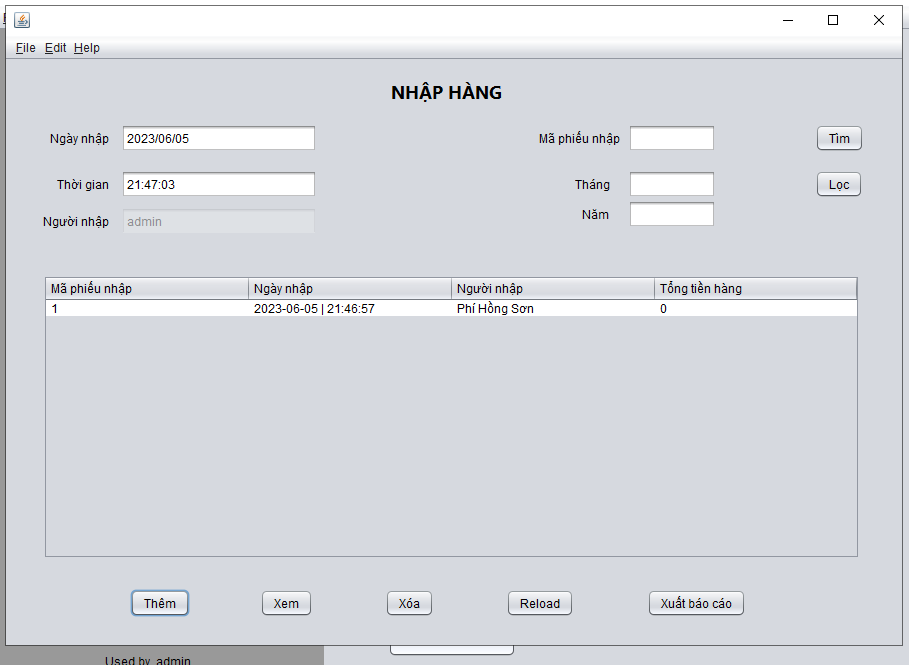 File Edit Help
NHẬP HÀNG
Ngày nhập 2023/06/05 Mã phiếu nhập Tìm
Thời gian 21:47:03 Tháng Lọc
Người nhập admin Năm
Mã phiếu nhập Ngày nhập Người nhập Tổng tiền hàng
1 2023-06-05 | 21:46:57 Phí Hồng Sơn 0
Thêm Xem Xóa Reload Xuất báo cáo
Used by admin